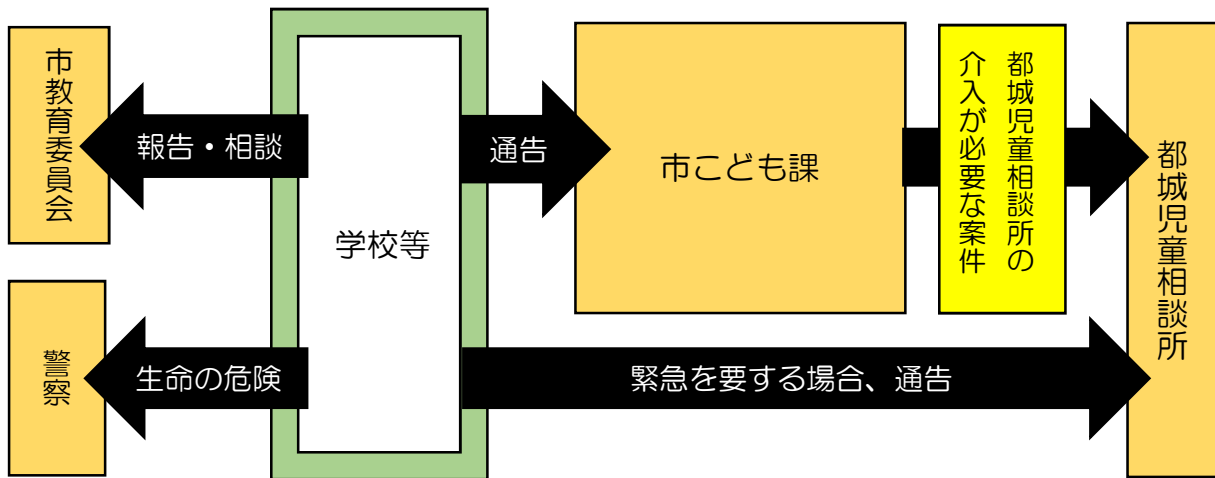 市教育委員会
報告・相談
学校等
通告
市こども課
都城児童相談所の
介入が必要な案件
都城児童相談所
警察
生命の危険
緊急を要する場合、通告